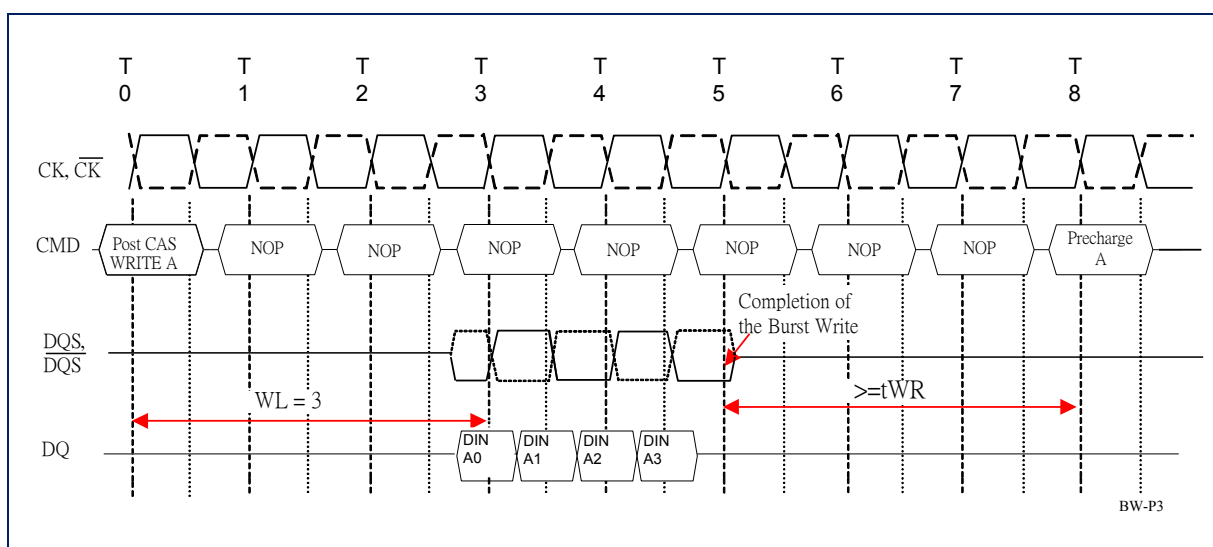 T T T T T T T T T
0 1 2 3 4 5 6 7 8
CK, CK
CMD
Post CAS
WRITE A
NOP
NOP
NOP
NOP
NOP
NOP
NOP
Precharge
A
Completion of
the Burst Write
DQS,
DQS
WL = 3
>=tWR
DQ
DIN
A0
DIN
A1
DIN
A2
DIN
A3
BW-P3